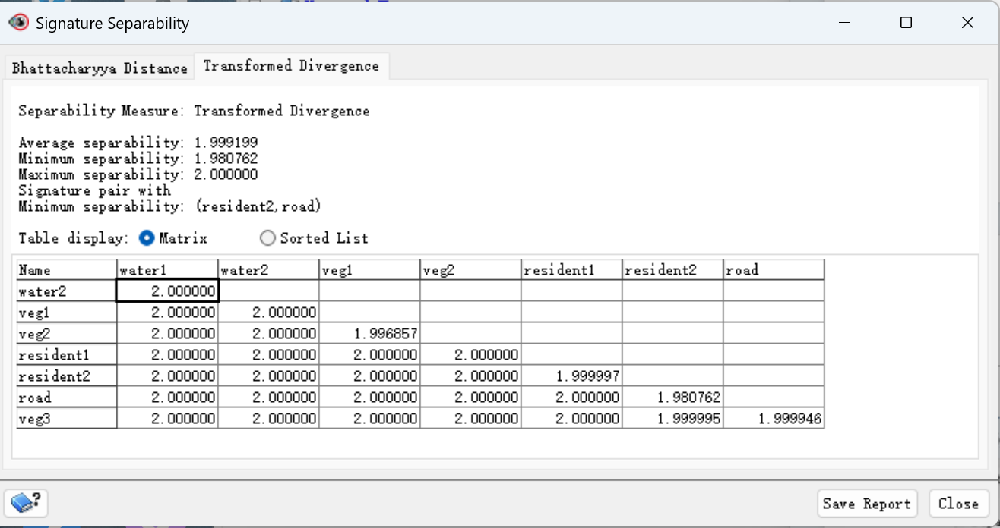 Signature Separability
Bhattacharyya Distance Transformed Divergence
Separability Measure: Transformed Divergence
Average separability: 1.999199
Minimum separability: 1.980762
Maximum separability: 2.000000
Signature pair with
Minimum separability: (resident2,road)
Table display: Matrix Sorted List
Name water1 water2 veg1 veg2 resident1 resident2 road
water2 2.000000
veg1 2.000000 2.000000
veg2 2.000000 2.000000 1.996857
resident1 2.000000 2.000000 2.000000 2.000000
resident2 2.000000 2.000000 2.000000 2.000000 1.999997
road 2.000000 2.000000 2.000000 2.000000 2.000000 1.980762
veg3 2.000000 2.000000 2.000000 2.000000 2.000000 1.999995 1.999946
?
Save Report Close